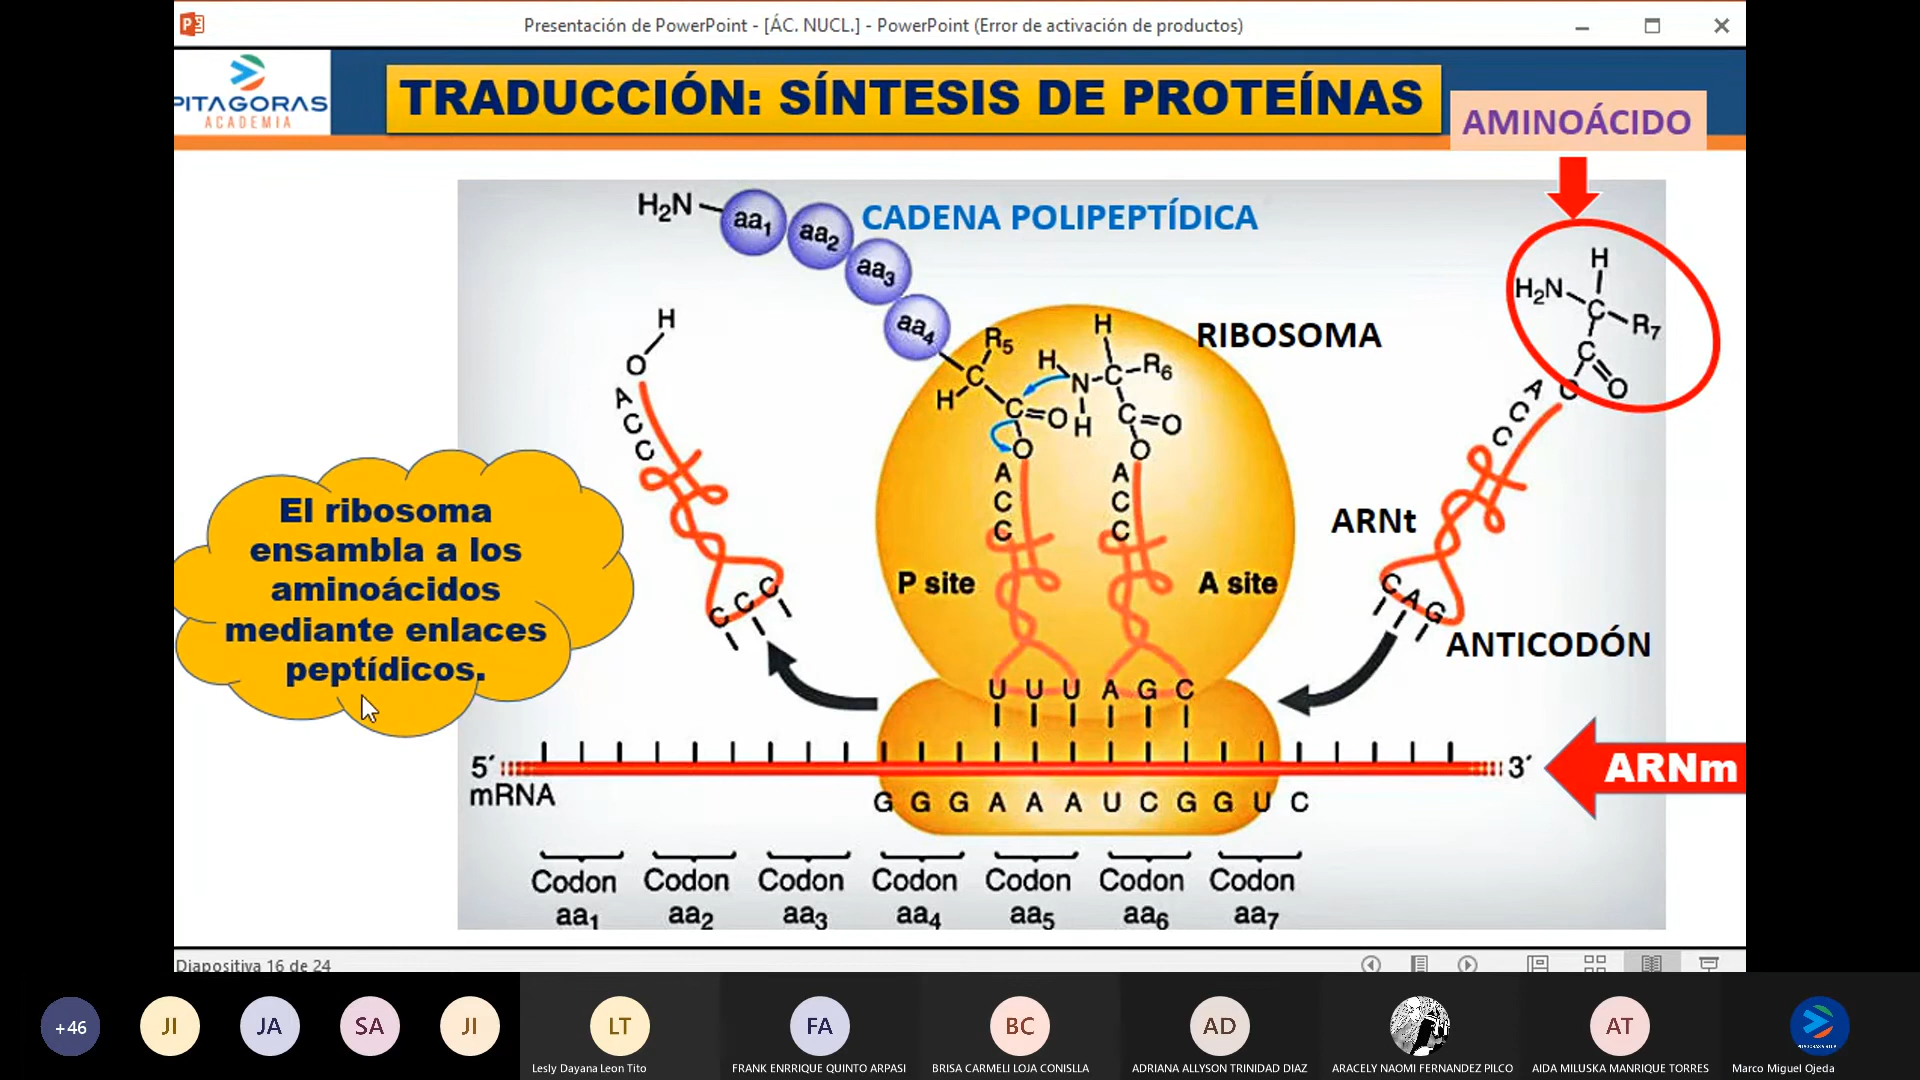 Presentación de PowerPoint - [ÁC. NUCL.] - PowerPoint (Error de activación de productos)
PITAGORAS
ACADEMIA
TRADUCCIÓN: SÍNTESIS DE PROTEÍNAS
AMINOÁCIDO
H₂N
aa₁
aa₂
aa₃
aa₄
CADENA POLIPEPTÍDICA
H
O
A
C
C
C C C
R₅
C
H
C=O
O
A
C
C
H
H
N
H
C
R₆
C=O
O
A
C
C
RIBOSOMA
P site
A site
U U U A G C
H
H₂N
C
R₇
C
O
O
A
C
C
ARNt
C A G
ANTICODÓN
El ribosoma
ensambla a los
aminoácidos
mediante enlaces
peptídicos.
5´
3´
mRNA
ARNm
G G G A A A U C G G U C
Codon Codon Codon Codon Codon Codon Codon
aa₁ aa₂ aa₃ aa₄ aa₅ aa₆ aa₇
Diapositiva 16 de 24
+46
JI
JA
SA
JI
LT
FA
BC
AD
AT
Lesly Dayana Leon Tito
FRANK ENRRIQUE QUINTO ARPASI
BRISA CARMELI LOJA CONISLLA
ADRIANA ALLYSON TRINIDAD DIAZ
ARACELY NAOMI FERNANDEZ PILCO
AIDA MILUSKA MANRIQUE TORRES
Marco Miguel Ojeda